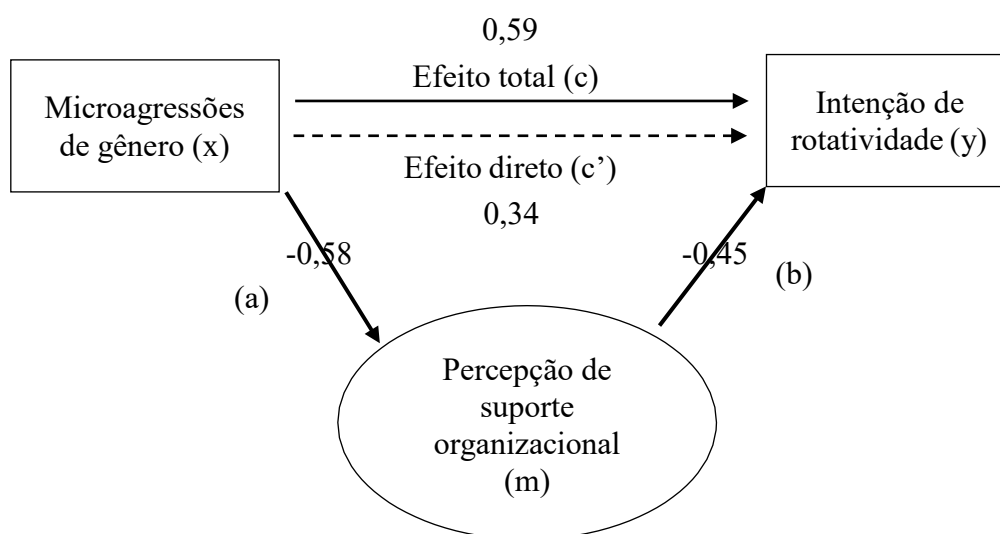 0,59
Efeito total (c)
Microagressões
de gênero (x)
Intenção de
rotatividade (y)
Efeito direto (c’)
0,34
-0,58
-0,45
(b)
(a)
Percepção de
suporte
organizacional
(m)